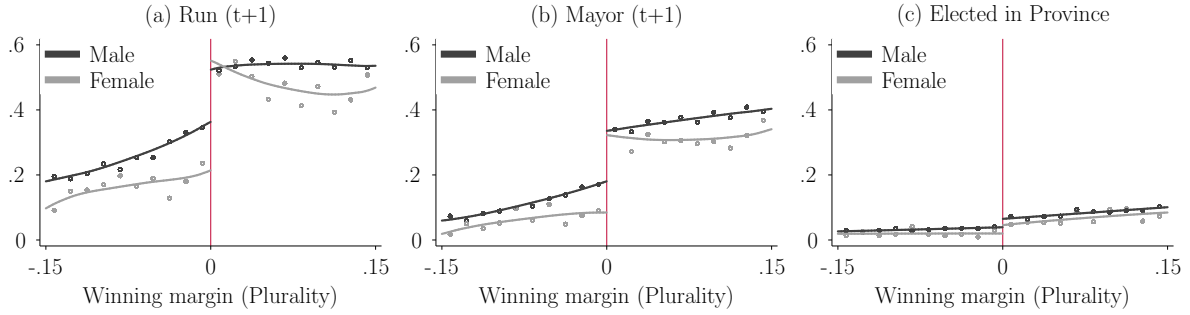 (a) Run (t+1)
.6
.4
.2
0
Male
Female
-.15
0
.15
Winning margin (Plurality)
(b) Mayor (t+1)
.6
.4
.2
0
Male
Female
-.15
0
.15
Winning margin (Plurality)
(c) Elected in Province
.6
.4
.2
0
Male
Female
-.15
0
.15
Winning margin (Plurality)